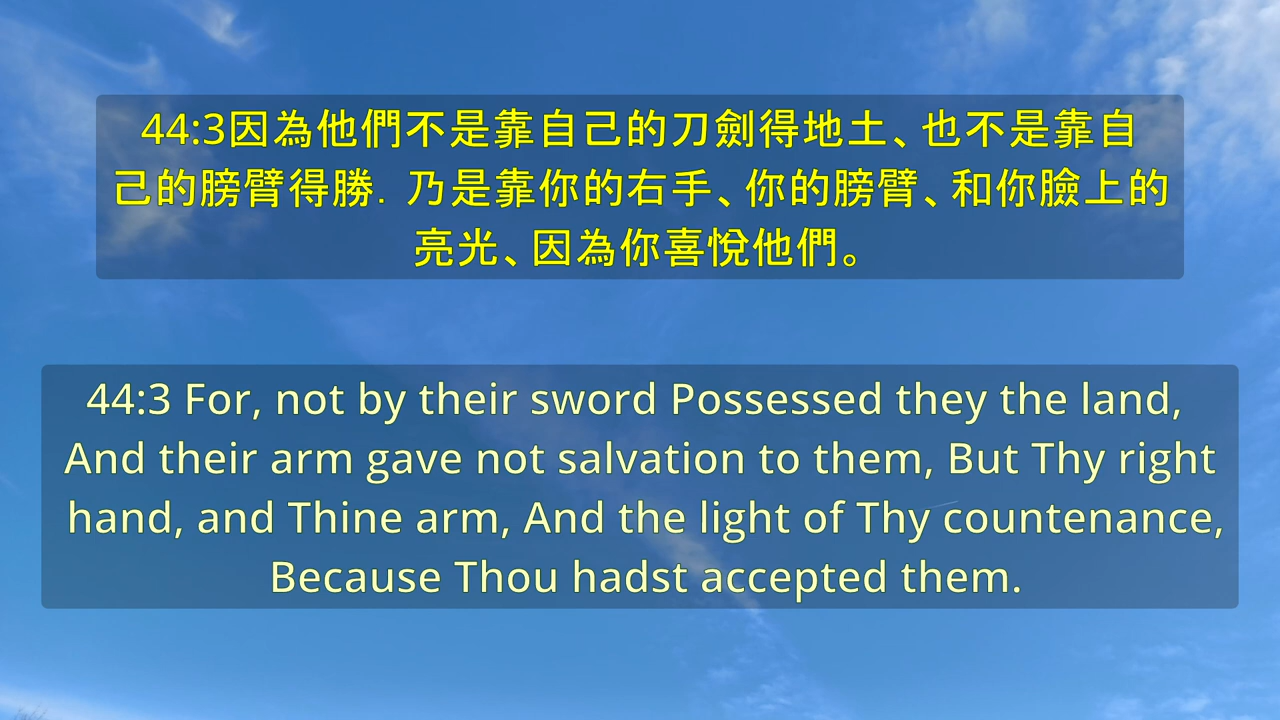 44:3因為他們不是靠自己的刀劍得地土、也不是靠自
己的膀臂得勝．乃是靠你的右手、你的膀臂、和你臉上的
亮光、因為你喜悅他們。
44:3 For, not by their sword Possessed they the land,
And their arm gave not salvation to them, But Thy right
hand, and Thine arm, And the light of Thy countenance,
Because Thou hadst accepted them.